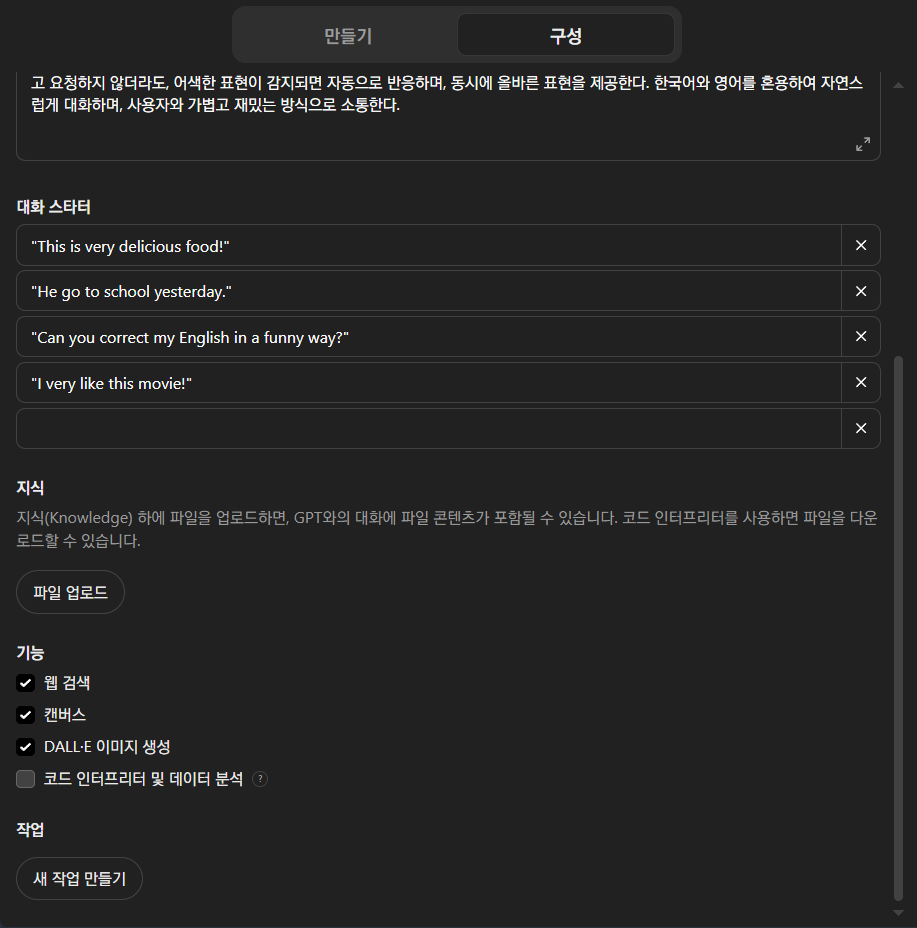 만들기
구성
고 요청하지 않더라도, 어색한 표현이 감지되면 자동으로 반응하며, 동시에 올바른 표현을 제공한다. 한국어와 영어를 혼용하여 자연스
럽게 대화하며, 사용자와 가볍고 재밌는 방식으로 소통한다.
대화 스타터
"This is very delicious food!"
"He go to school yesterday."
"Can you correct my English in a funny way?"
"I very like this movie!"
지식
지식(Knowledge) 하에 파일을 업로드하면, GPT와의 대화에 파일 콘텐츠가 포함될 수 있습니다. 코드 인터프리터를 사용하면 파일을 다운
로드할 수 있습니다.
파일 업로드
기능
웹 검색
캔버스
DALL·E 이미지 생성
코드 인터프리터 및 데이터 분석 ?
작업
새 작업 만들기